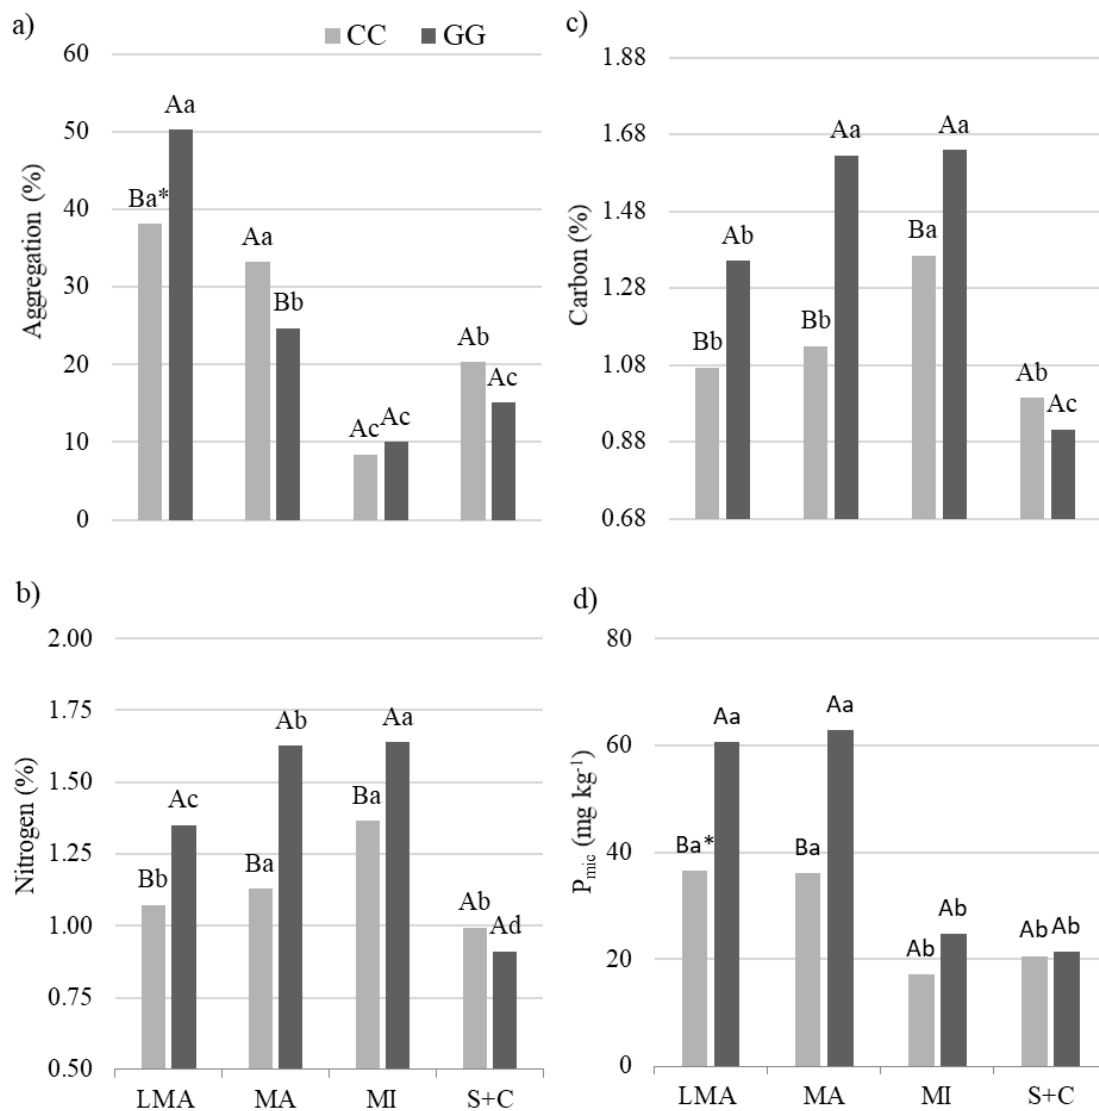 a)
CC GG
Aggregation (%)
60
50
40
30
20
10
0
Ba* Aa
Aa Bb
Ac Ac
Ab Ac
c)
Carbon (%)
1.88
1.68
1.48
1.28
1.08
0.88
0.68
Bb Ab
Bb Aa
Ba Aa
Ab Ac
b)
Nitrogen (%)
2.00
1.75
1.50
1.25
1.00
0.75
0.50
Bb Ac
Ba Ab
Ba Aa
Ab Ad
LMA MA MI S+C
d)
Pmic (mg kg-1)
80
60
40
20
0
Ba* Aa
Ba Aa
Ab Ab
Ab Ab
LMA MA MI S+C